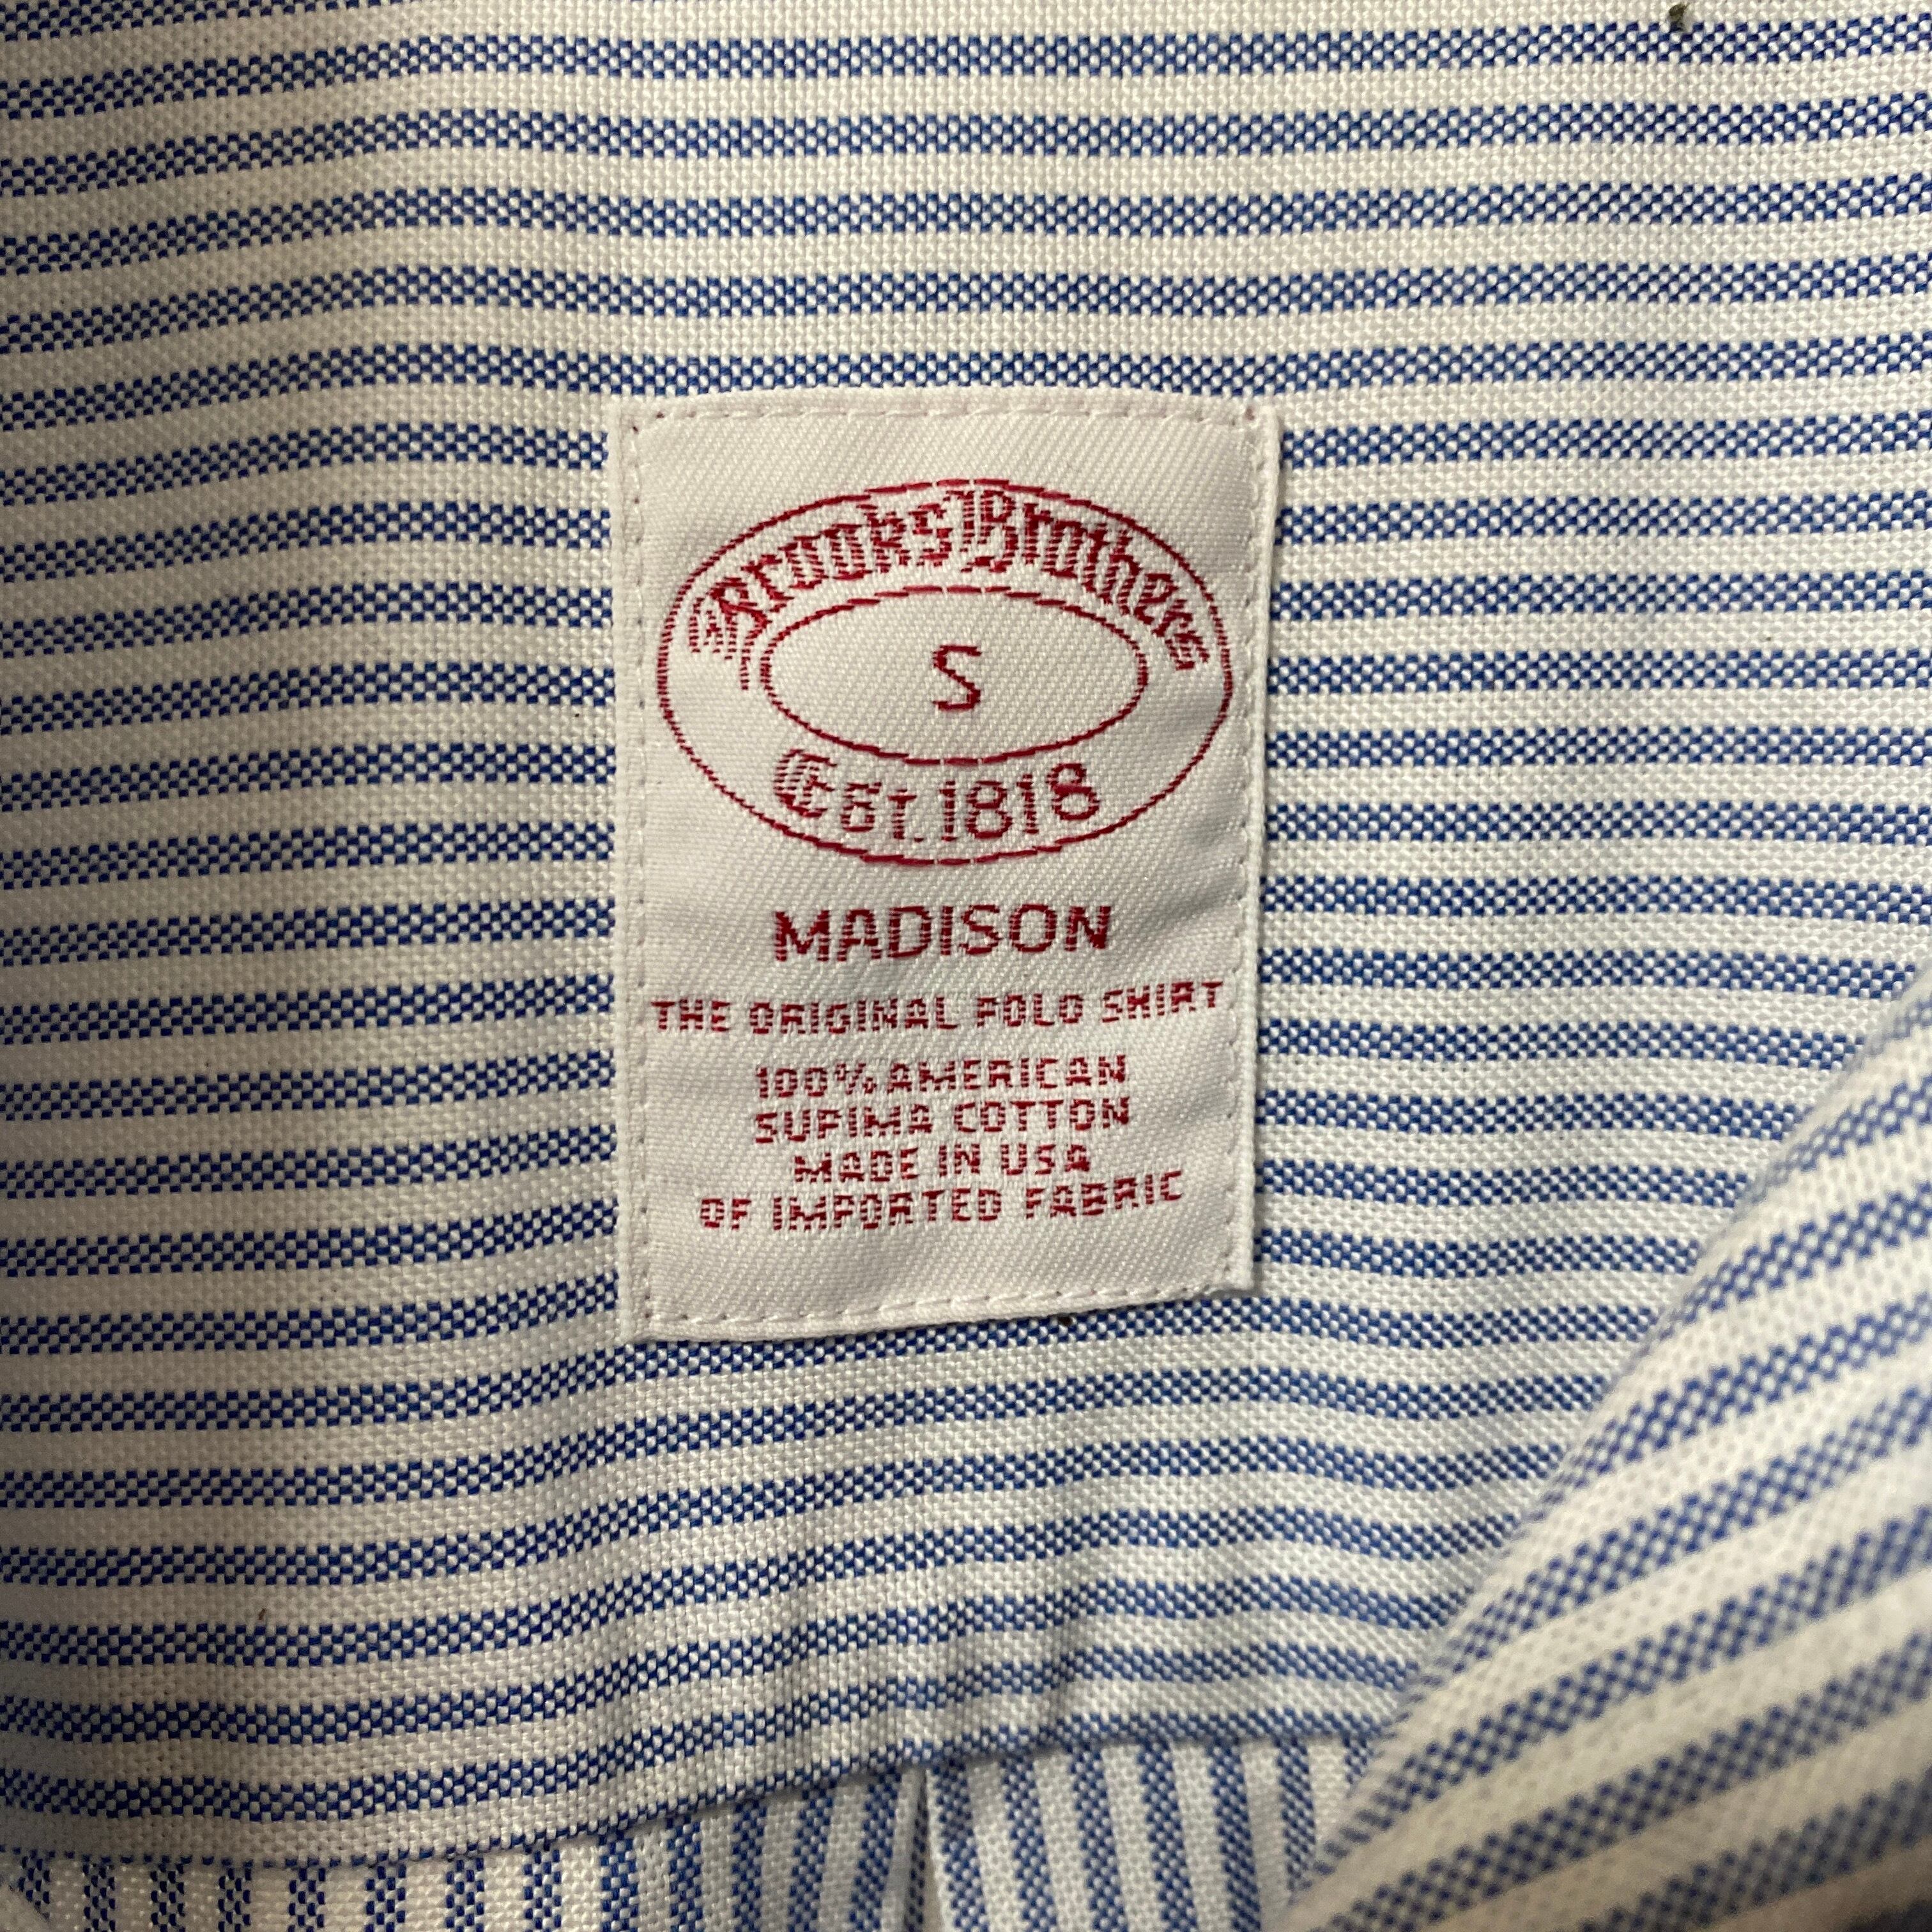 Brooks Brothers
S
Est. 1818
MADISON
THE ORIGINAL POLO SHIRT
100% AMERICAN
SUPIMA COTTON
MADE IN USA
OF IMPORTED FABRIC